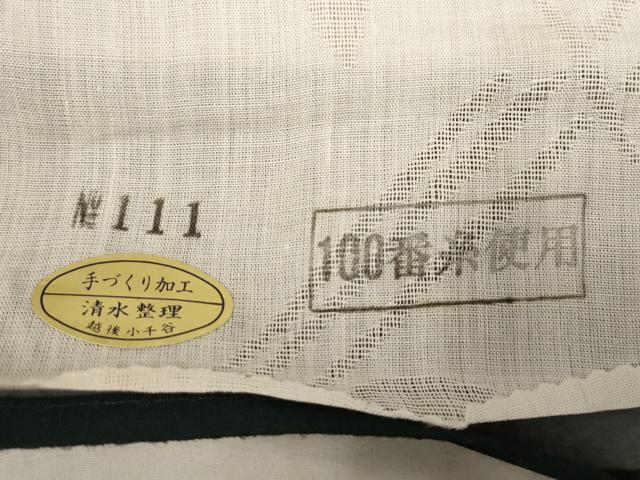 №111
100番糸使用
手づくり加工
清水整理
越後小千谷